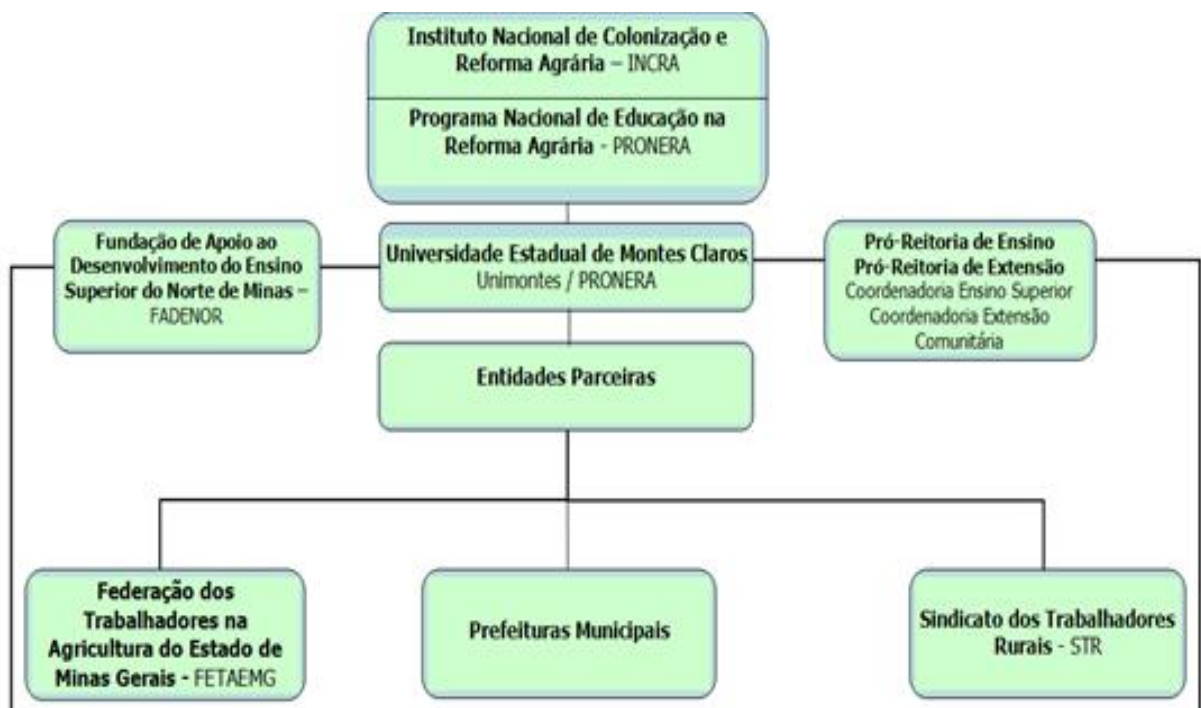 Instituto Nacional de Colonização e
Reforma Agrária – INCRA
Programa Nacional de Educação na
Reforma Agrária - PRONERA
Fundação de Apoio ao
Desenvolvimento do Ensino
Superior do Norte de Minas –
FADENOR
Universidade Estadual de Montes Claros
Unimontes / PRONERA
Pró-Reitoria de Ensino
Pró-Reitoria de Extensão
Coordenadoria Ensino Superior
Coordenadoria Extensão
Comunitária
Entidades Parceiras
Federação dos
Trabalhadores na
Agricultura do Estado de
Minas Gerais - FETAEMG
Prefeituras Municipais
Sindicato dos Trabalhadores
Rurais - STR